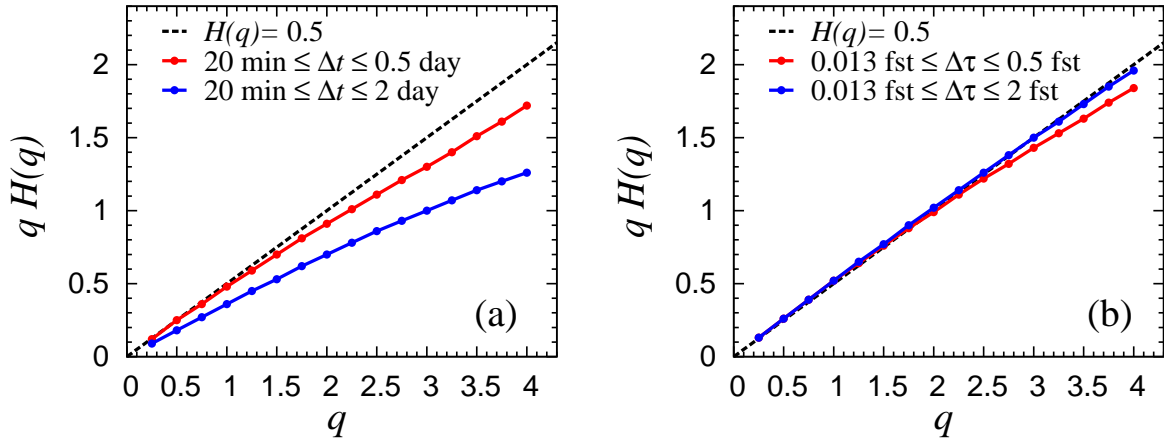 H(q)= 0.5
20 min ≤ Δt ≤ 0.5 day
20 min ≤ Δt ≤ 2 day
2
1.5
1
0.5
0
q H(q)
(a)
0 0.5 1 1.5 2 2.5 3 3.5 4
q
H(q)= 0.5
0.013 fst ≤ Δτ ≤ 0.5 fst
0.013 fst ≤ Δτ ≤ 2 fst
2
1.5
1
0.5
0
q H(q)
(b)
0 0.5 1 1.5 2 2.5 3 3.5 4
q